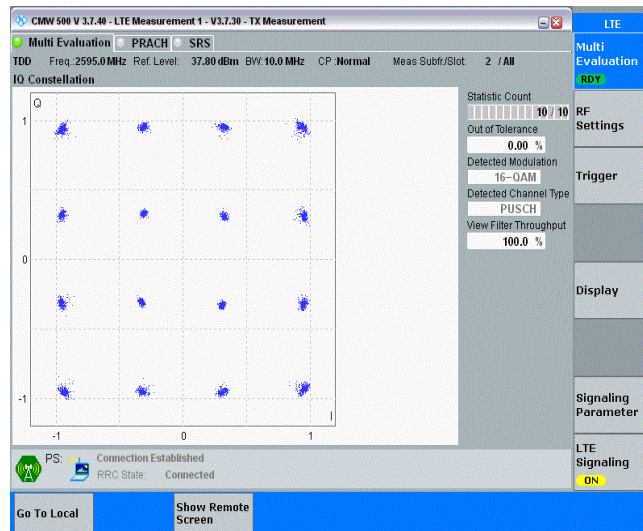 CMW 500 V 3.7.40 - LTE Measurement 1 - V3.7.30 - TX Measurement
LTE
Multi Evaluation PRACH SRS
Multi
Evaluation
RDY
TDD Freq.:2595.0 MHz Ref. Level: 37.80 dBm BW:10.0 MHz CP :Normal Meas Subfr./Slot: 2 / All
IQ Constellation
Q
1
0
-1
-1 0 1
I
Statistic Count
10 / 10
Out of Tolerance
0.00 %
Detected Modulation
16-QAM
Detected Channel Type
PUSCH
View Filter Throughput
100.0 %
RF
Settings
Trigger
Display
Signaling
Parameter
LTE
Signaling
ON
PS: Connection Established
RRC State: Connected
Go To Local
Show Remote
Screen